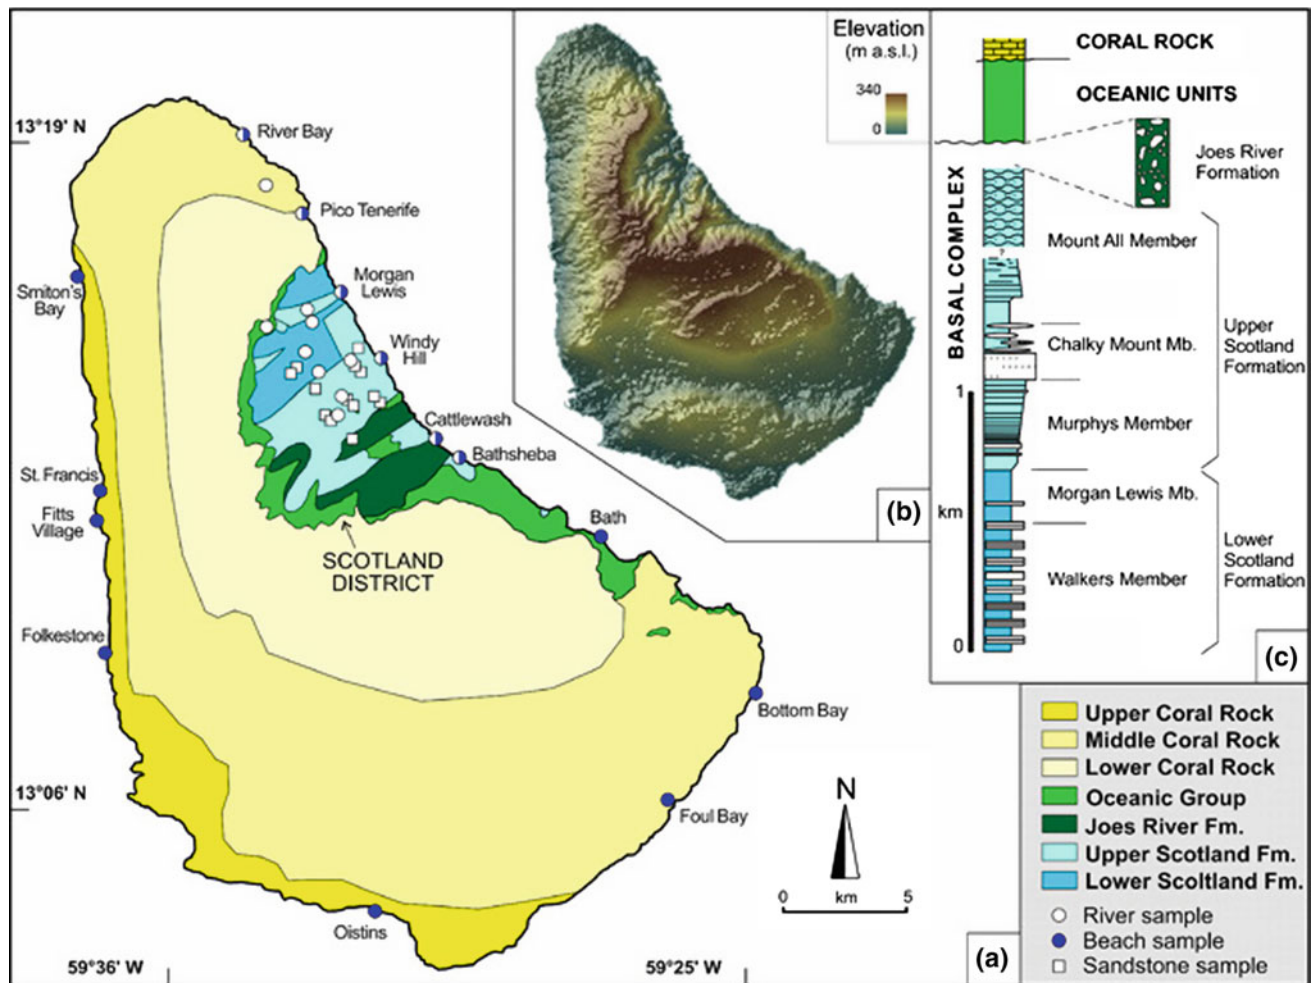 13°19' N
River Bay
Pico Tenerife
Morgan
Lewis
Smiton's
Bay
Windy
Hill
Cattlewash
Bathsheba
St. Francis
Fitts
Village
Bath
SCOTLAND
DISTRICT
Folkestone
Bottom Bay
13°06' N
Foul Bay
Oistins
N
0 km 5
59°36' W
59°25' W
(a)
Elevation
(m a.s.l.)
340
0
(b)
CORAL ROCK
OCEANIC UNITS
Joes River
Formation
BASAL COMPLEX
Mount All Member
?
Chalky Mount Mb.
Upper
Scotland
Formation
1
Murphys Member
Morgan Lewis Mb.
km
Lower
Scotland
Formation
Walkers Member
0
(c)
Upper Coral Rock
Middle Coral Rock
Lower Coral Rock
Oceanic Group
Joes River Fm.
Upper Scotland Fm.
Lower Scoltland Fm.
River sample
Beach sample
Sandstone sample